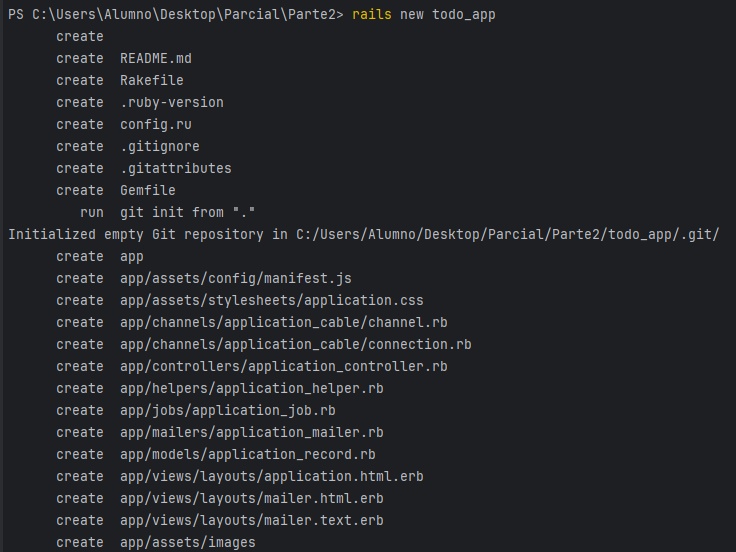 PS C:\Users\Alumno\Desktop\Parcial\Parte2> rails new todo_app
create
create README.md
create Rakefile
create .ruby-version
create config.ru
create .gitignore
create .gitattributes
create Gemfile
run git init from "."
Initialized empty Git repository in C:/Users/Alumno/Desktop/Parcial/Parte2/todo_app/.git/
create app
create app/assets/config/manifest.js
create app/assets/stylesheets/application.css
create app/channels/application_cable/channel.rb
create app/channels/application_cable/connection.rb
create app/controllers/application_controller.rb
create app/helpers/application_helper.rb
create app/jobs/application_job.rb
create app/mailers/application_mailer.rb
create app/models/application_record.rb
create app/views/layouts/application.html.erb
create app/views/layouts/mailer.html.erb
create app/views/layouts/mailer.text.erb
create app/assets/images